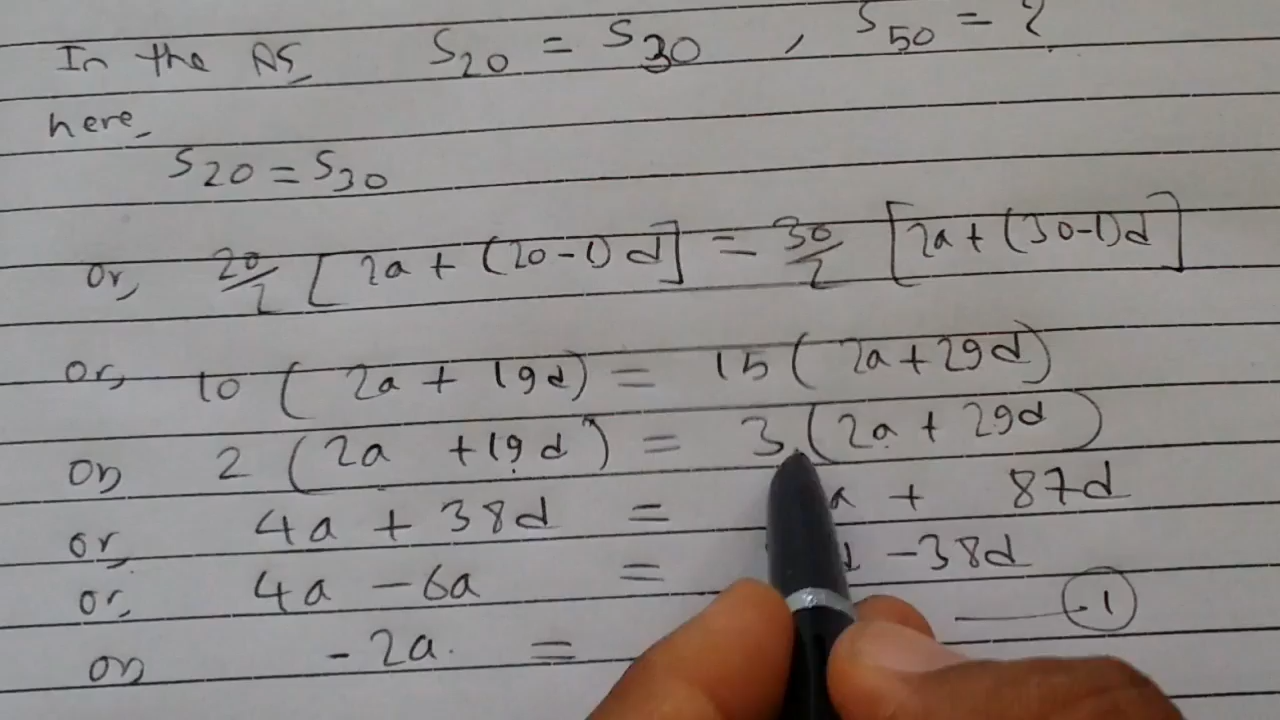 In the AS S20 = S30 , S50 = ?
here,
S20 = S30
or, 20/2 [2a + (20-1)d] = 30/2 [2a + (30-1)d]
or, 10 (2a + 19d) = 15 (2a + 29d)
or, 2 (2a + 19d) = 3 (2a + 29d)
or, 4a + 38d = a + 87d
or, 4a - 6a = d - 38d
or, - 2a = 1